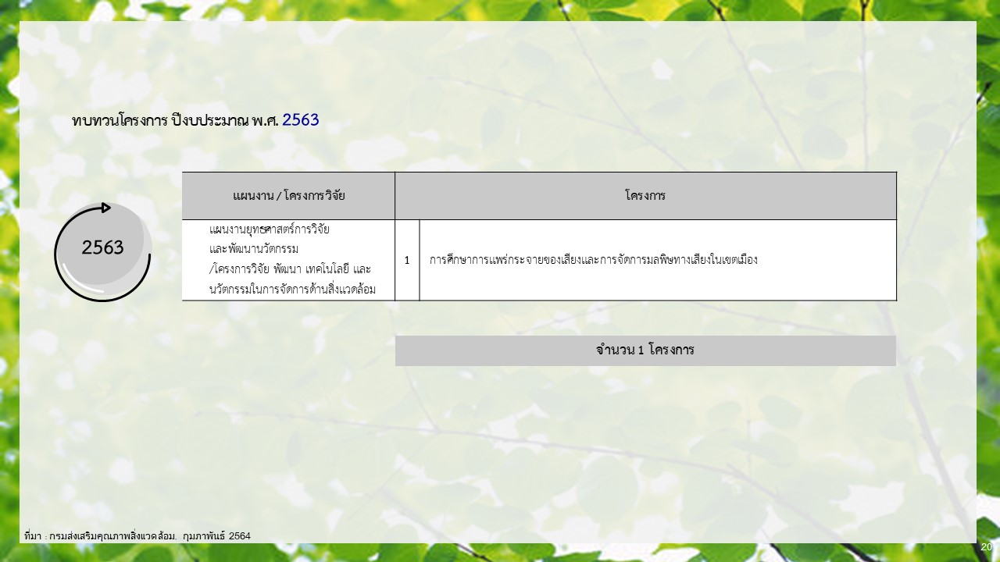 ทบทวนโครงการ ปีงบประมาณ พ.ศ. 2563
แผนงาน / โครงการวิจัย
โครงการ
2563
แผนงานยุทธศาสตร์การวิจัย
และพัฒนานวัตกรรม
/โครงการวิจัย พัฒนา เทคโนโลยี และ
นวัตกรรมในการจัดการด้านสิ่งแวดล้อม
1
การศึกษาการแพร่กระจายของเสียงและการจัดการมลพิษทางเสียงในเขตเมือง
จำนวน 1 โครงการ
ที่มา : กรมส่งเสริมคุณภาพสิ่งแวดล้อม. กุมภาพันธ์ 2564
20